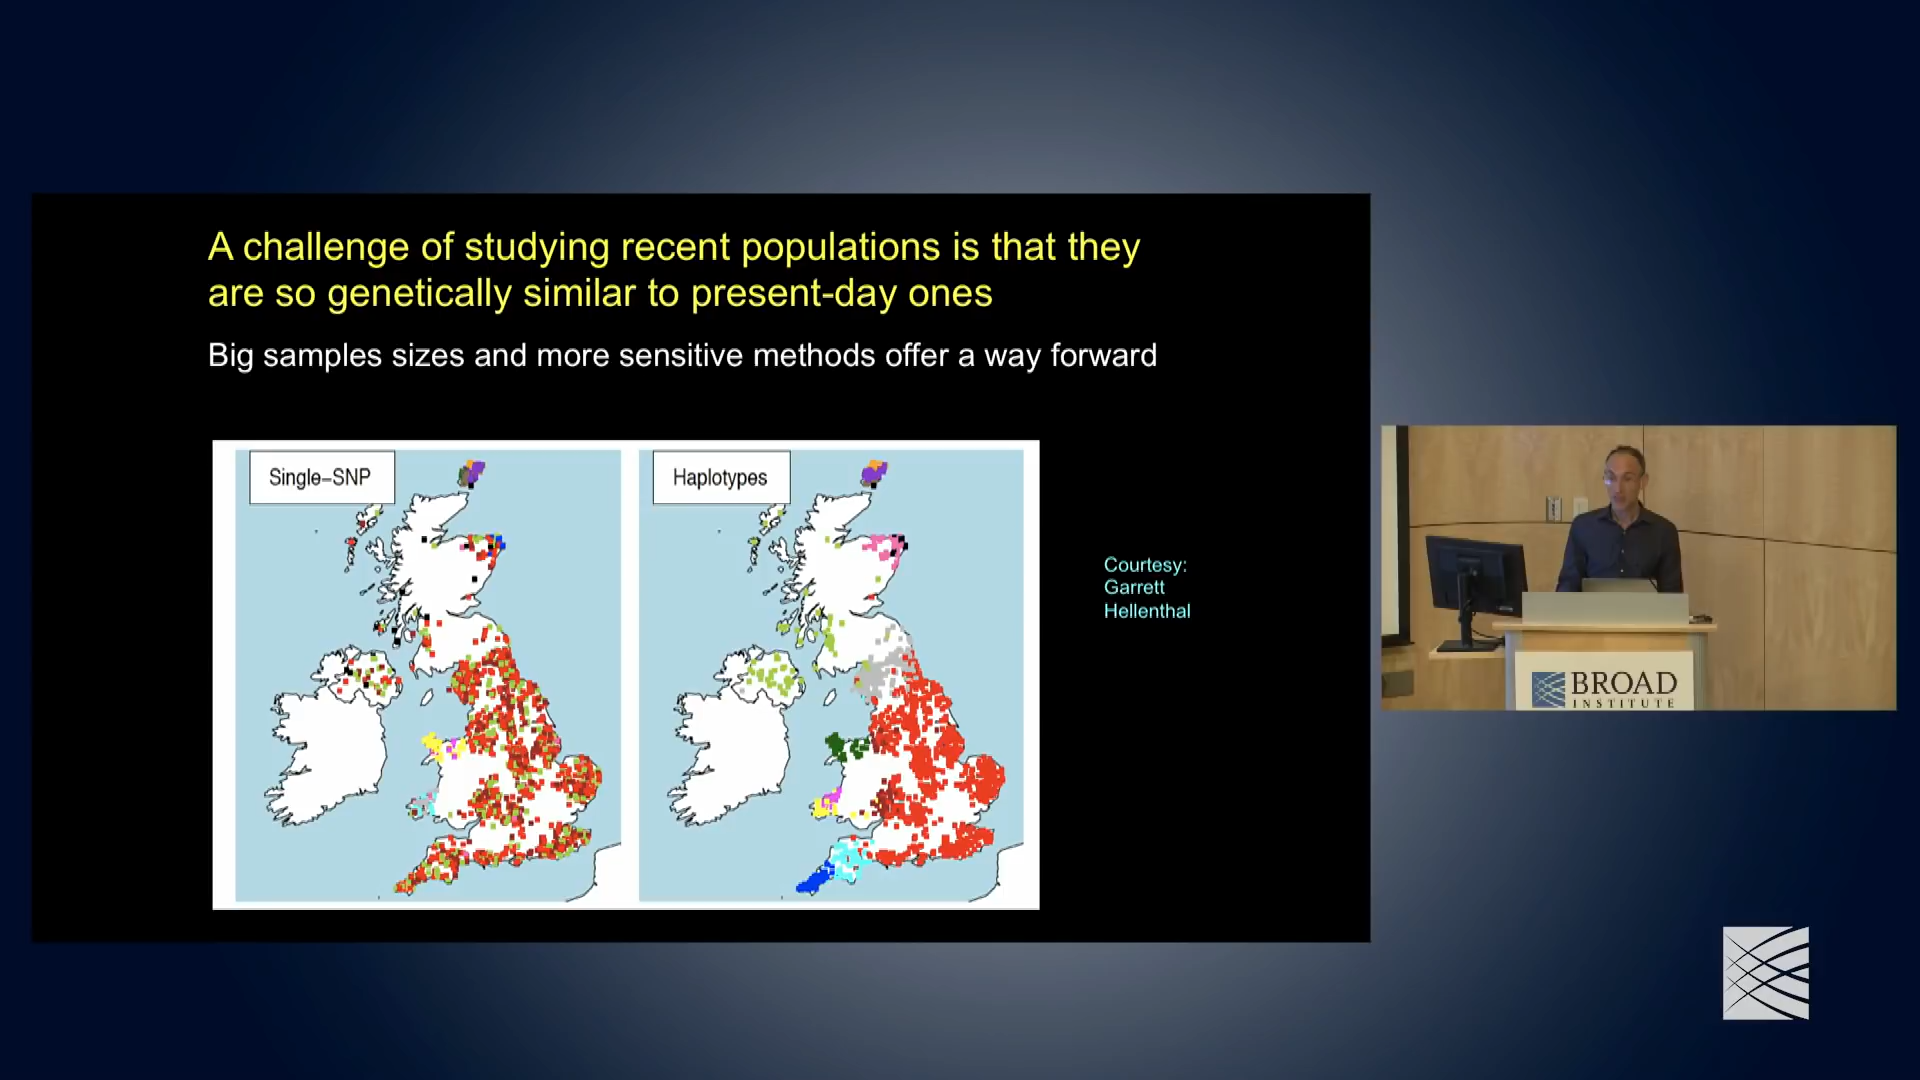 A challenge of studying recent populations is that they
are so genetically similar to present-day ones
Big samples sizes and more sensitive methods offer a way forward
Single–SNP
Haplotypes
Courtesy:
Garrett
Hellenthal
BROAD
INSTITUTE